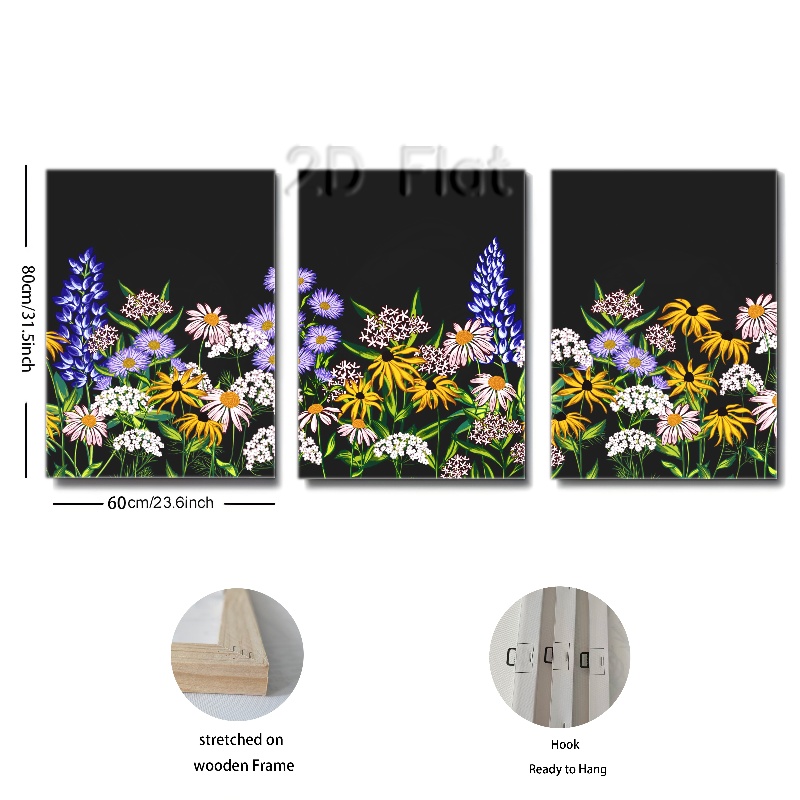 2D Flat
80cm/31.5inch
60cm/23.6inch
stretched on
wooden Frame
Hook
Ready to Hang